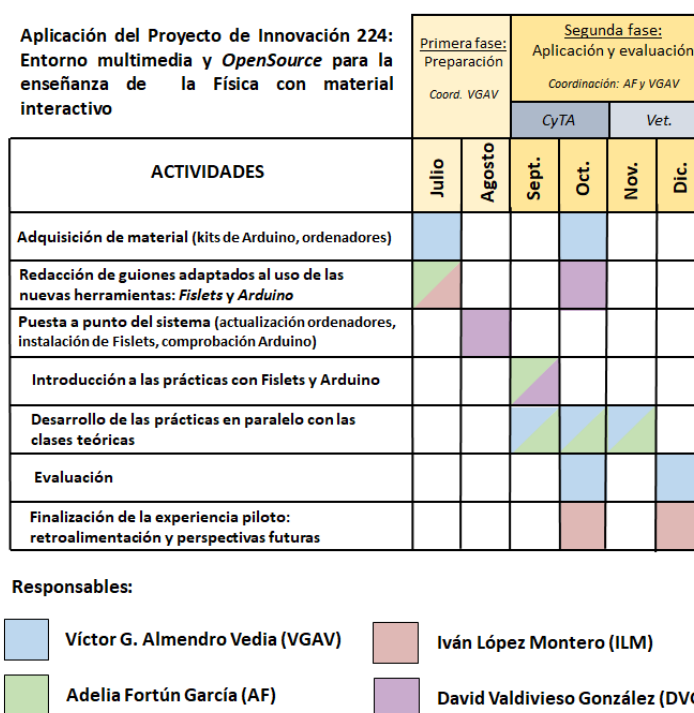 Aplicación del Proyecto de Innovación 224:
Entorno multimedia y OpenSource para la
enseñanza de la Física con material
interactivo
Primera fase:
Preparación
Coord. VGAV
Segunda fase:
Aplicación y evaluación
Coordinación: AF y VGAV
CyTA
Vet.
ACTIVIDADES
Julio
Agosto
Sept.
Oct.
Nov.
Dic.
Adquisición de material (kits de Arduino, ordenadores)
Redacción de guiones adaptados al uso de las
nuevas herramientas: Fislets y Arduino
Puesta a punto del sistema (actualización ordenadores,
instalación de Fislets, comprobación Arduino)
Introducción a las prácticas con Fislets y Arduino
Desarrollo de las prácticas en paralelo con las
clases teóricas
Evaluación
Finalización de la experiencia piloto:
retroalimentación y perspectivas futuras
Responsables:
Víctor G. Almendro Vedia (VGAV)
Iván López Montero (ILM)
Adelia Fortún García (AF)
David Valdivieso González